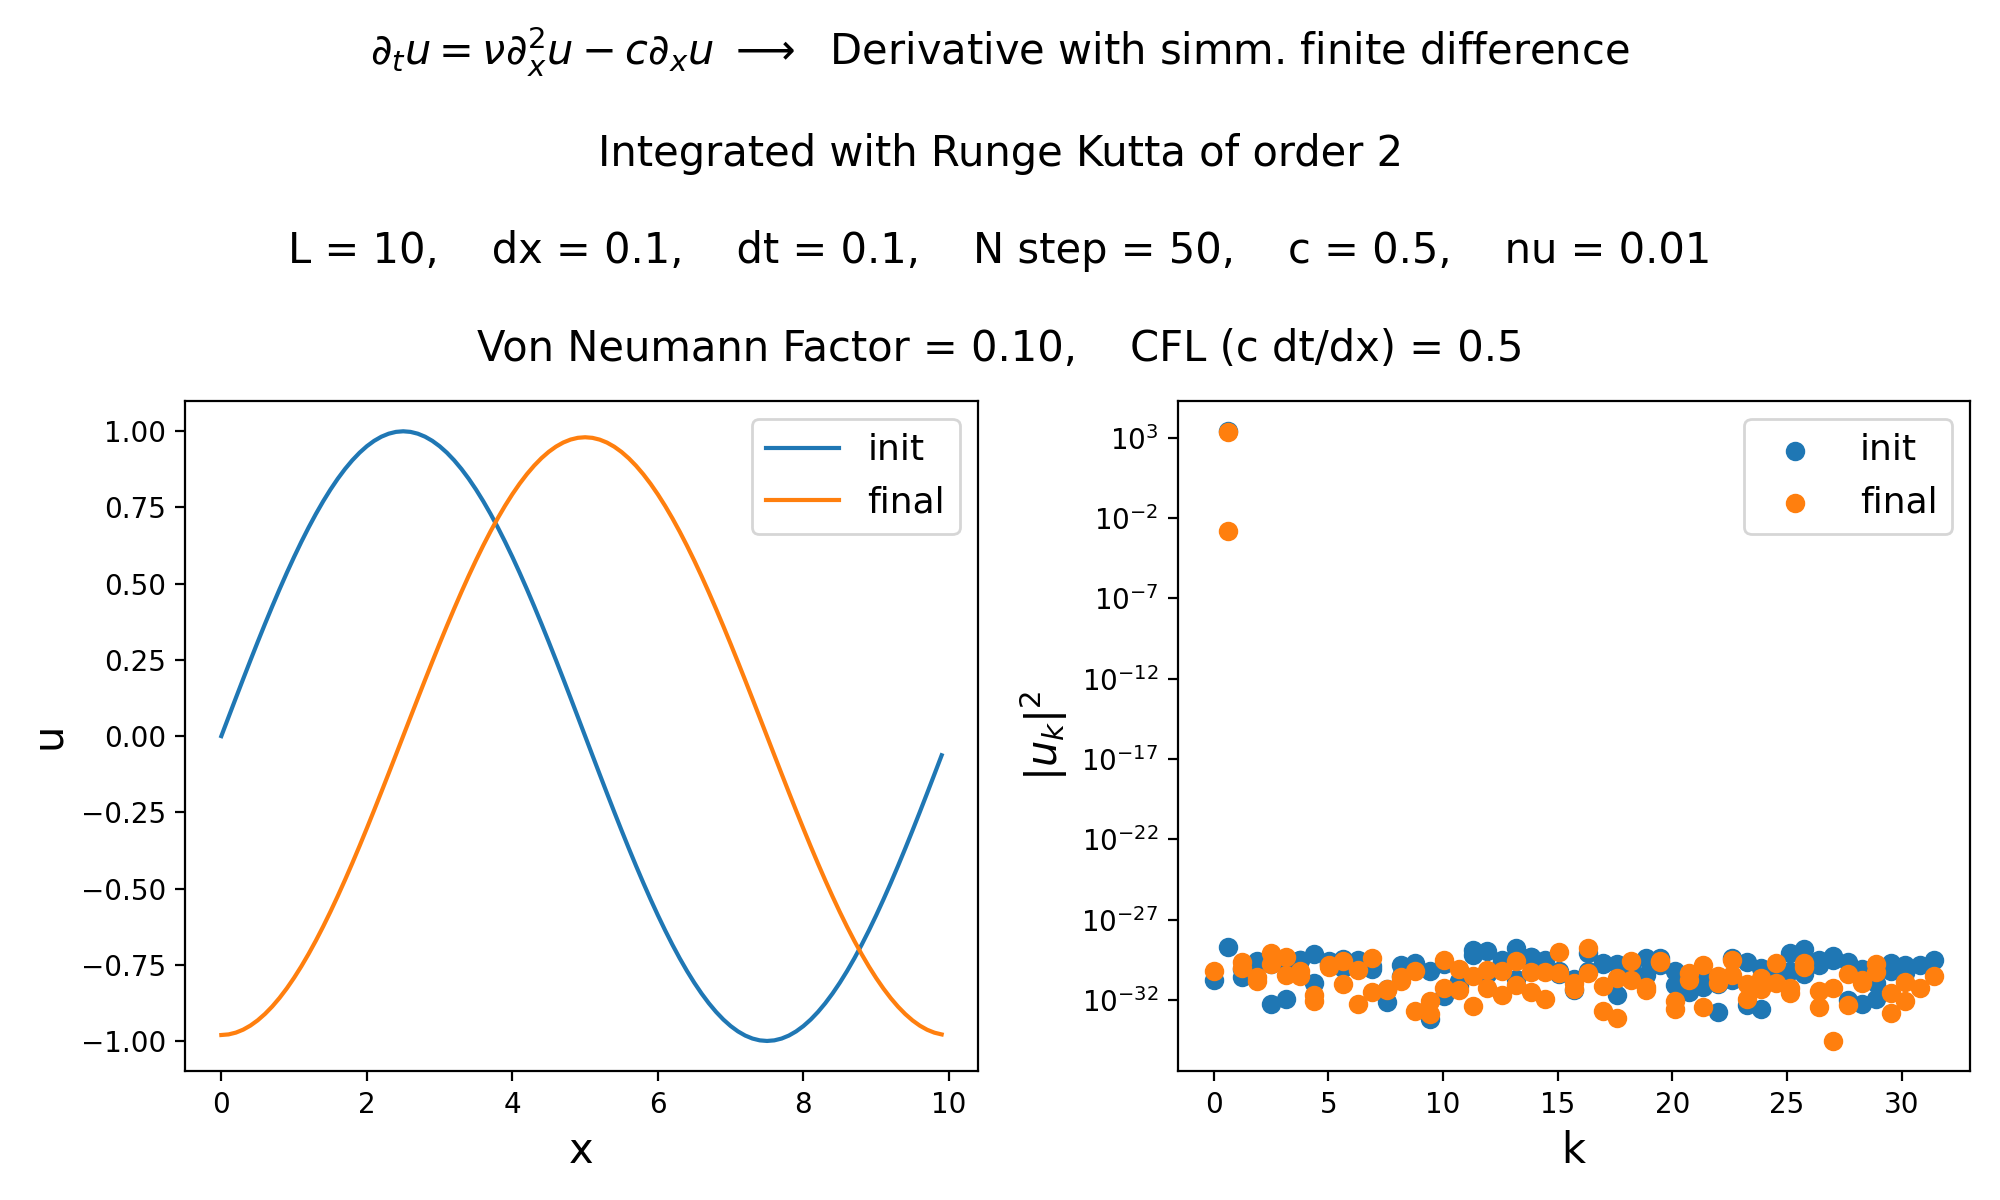 ∂ₜu = ν∂ₓ²u − c∂ₓu ⟶ Derivative with simm. finite difference
Integrated with Runge Kutta of order 2
L = 10, dx = 0.1, dt = 0.1, N step = 50, c = 0.5, nu = 0.01
Von Neumann Factor = 0.10, CFL (c dt/dx) = 0.5
1.00
0.75
0.50
0.25
0.00
−0.25
−0.50
−0.75
−1.00
u
init
final
0 2 4 6 8 10
x
10³
10⁻²
10⁻⁷
10⁻¹²
10⁻¹⁷
10⁻²²
10⁻²⁷
10⁻³²
|uₖ|²
init
final
0 5 10 15 20 25 30
k